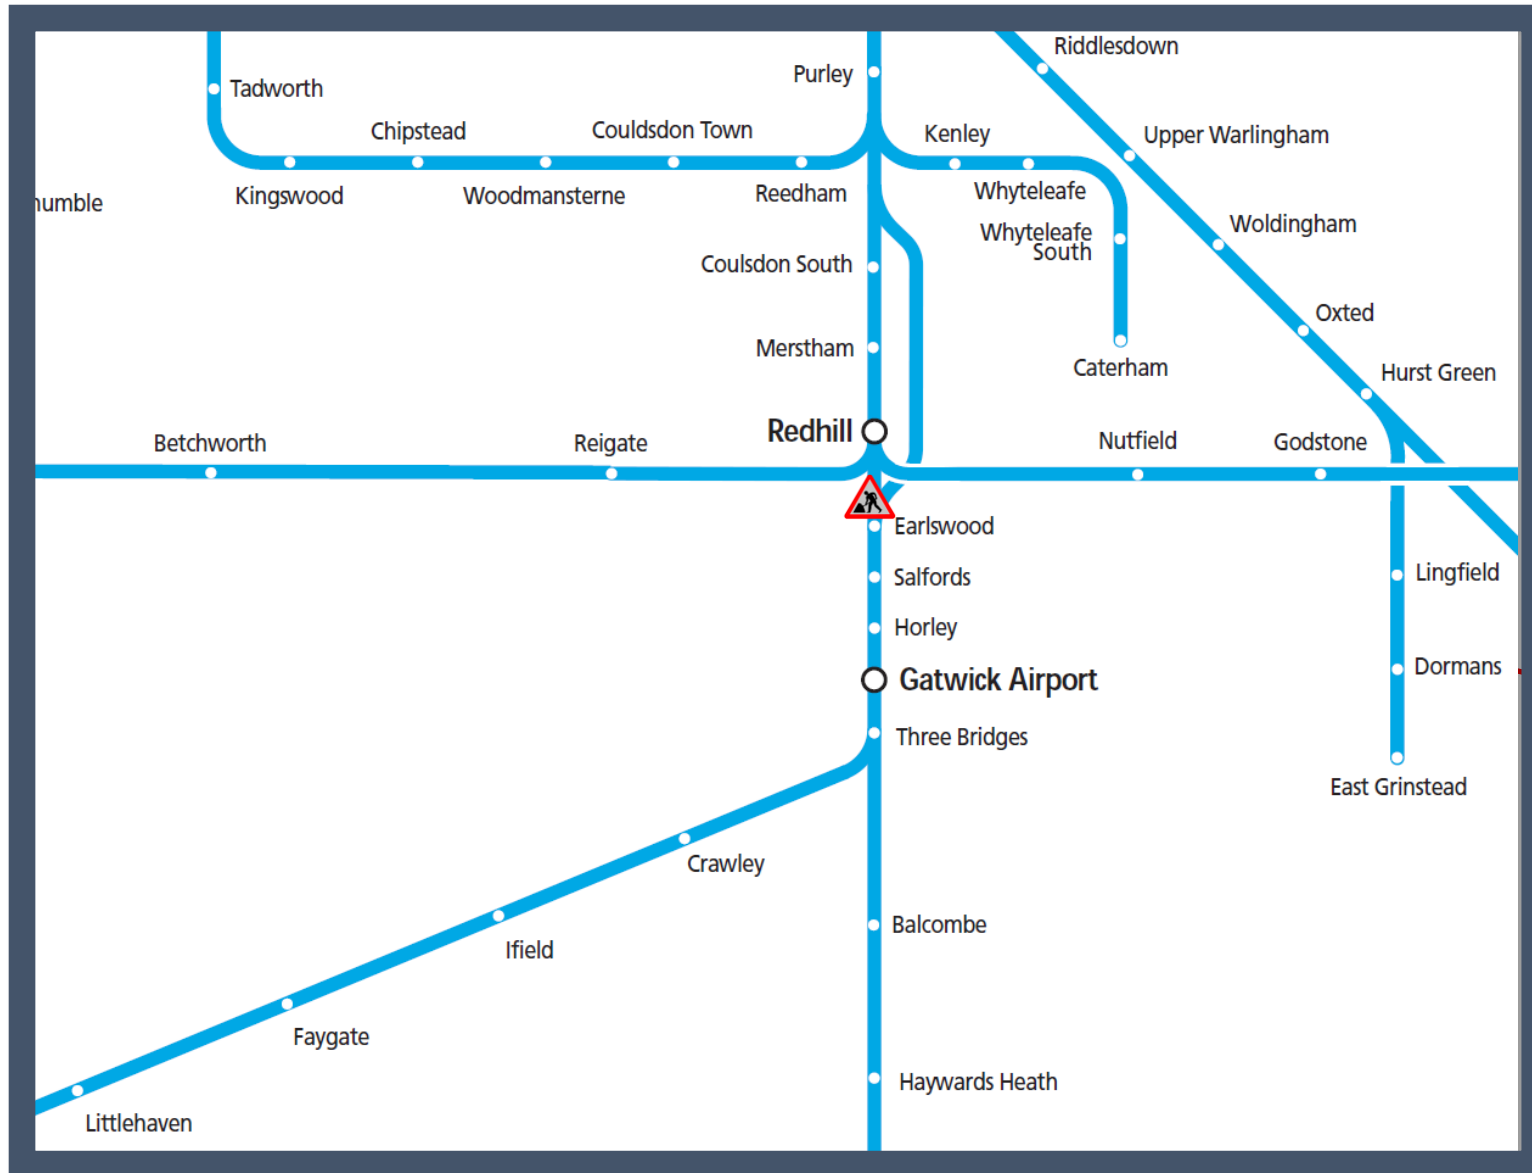 Riddlesdown
Purley
Tadworth
Chipstead
Couldsdon Town
Kenley
Upper Warlingham
Kingswood
Woodmansterne
Reedham
Whyteleafe
humble
Woldingham
Whyteleafe
South
Coulsdon South
Oxted
Merstham
Caterham
Hurst Green
Redhill
Betchworth
Reigate
Nutfield
Godstone
Earlswood
Lingfield
Salfords
Horley
Dormans
Gatwick Airport
Three Bridges
East Grinstead
Crawley
Balcombe
Ifield
Faygate
Haywards Heath
Littlehaven